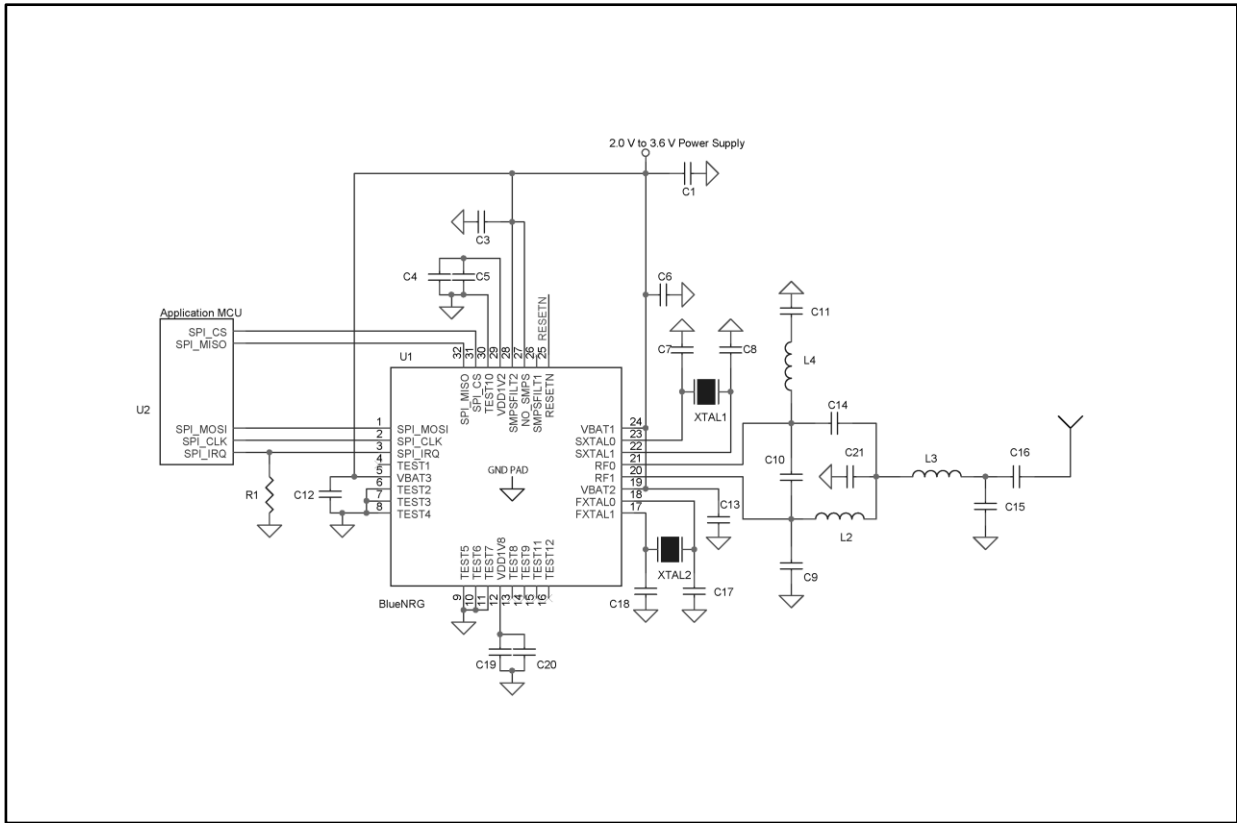 2.0 V to 3.6 V Power Supply
C1
C3
C4
C5
C6
RESETN
C11
Application MCU
SPI_CS
SPI_MISO
U2
SPI_MOSI
SPI_CLK
SPI_IRQ
R1
C12
U1
32
31
30
29
28
27
26
25
SPI_MISO
SPI_CS
TEST10
VDD1V2
SMPSFILT2
NO_SMPS
SMPSFILT1
RESETN
1 SPI_MOSI
2 SPI_CLK
3 SPI_IRQ
4 TEST1
5 VBAT3
6 TEST2
7 TEST3
8 TEST4
GND PAD
VBAT1 24
SXTAL0 23
SXTAL1 22
RF0 21
RF1 20
VBAT2 19
FXTAL0 18
FXTAL1 17
TEST5
TEST6
TEST7
VDD1V8
TEST8
TEST9
TEST11
TEST12
9
10
11
12
13
14
15
16
BlueNRG
C19
C20
C7
C8
XTAL1
L4
C14
C10
C21
L3
C16
C15
L2
C13
C9
XTAL2
C18
C17